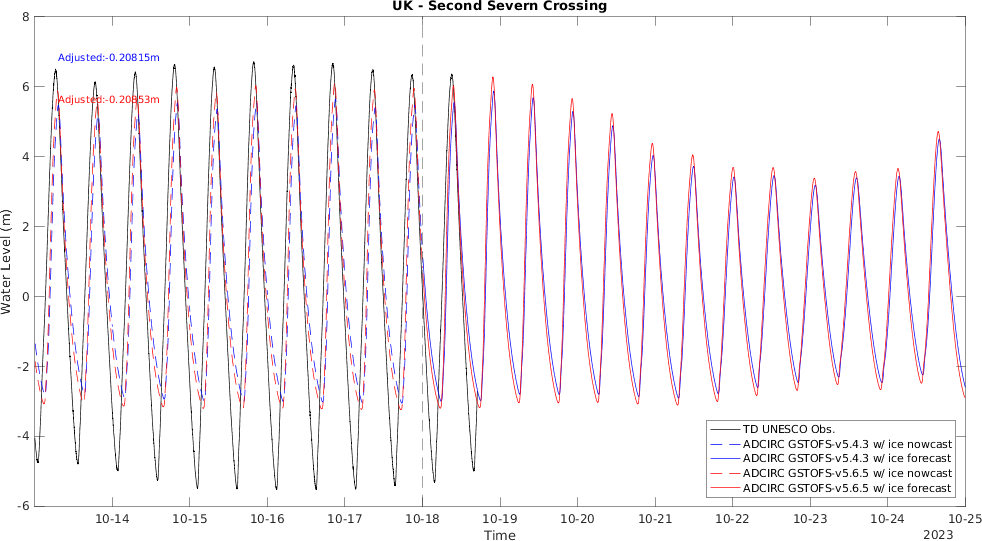 UK - Second Severn Crossing
8
6
4
2
0
-2
-4
-6
Water Level (m)
Adjusted:-0.20815m
Adjusted:-0.20853m
TD UNESCO Obs.
ADCIRC GSTOFS-v5.4.3 w/ ice nowcast
ADCIRC GSTOFS-v5.4.3 w/ ice forecast
ADCIRC GSTOFS-v5.6.5 w/ ice nowcast
ADCIRC GSTOFS-v5.6.5 w/ ice forecast
10-14 10-15 10-16 10-17 10-18 10-19 10-20 10-21 10-22 10-23 10-24 10-25
Time
2023